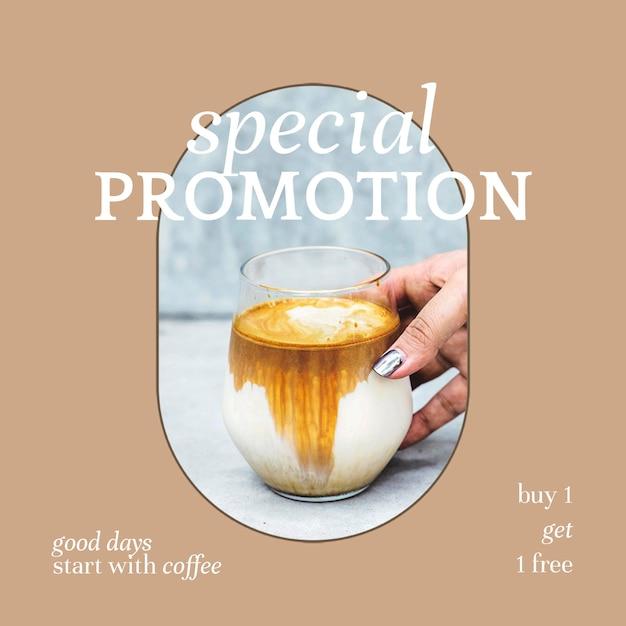 special
PROMOTION
good days
start with coffee
buy 1
get
1 free